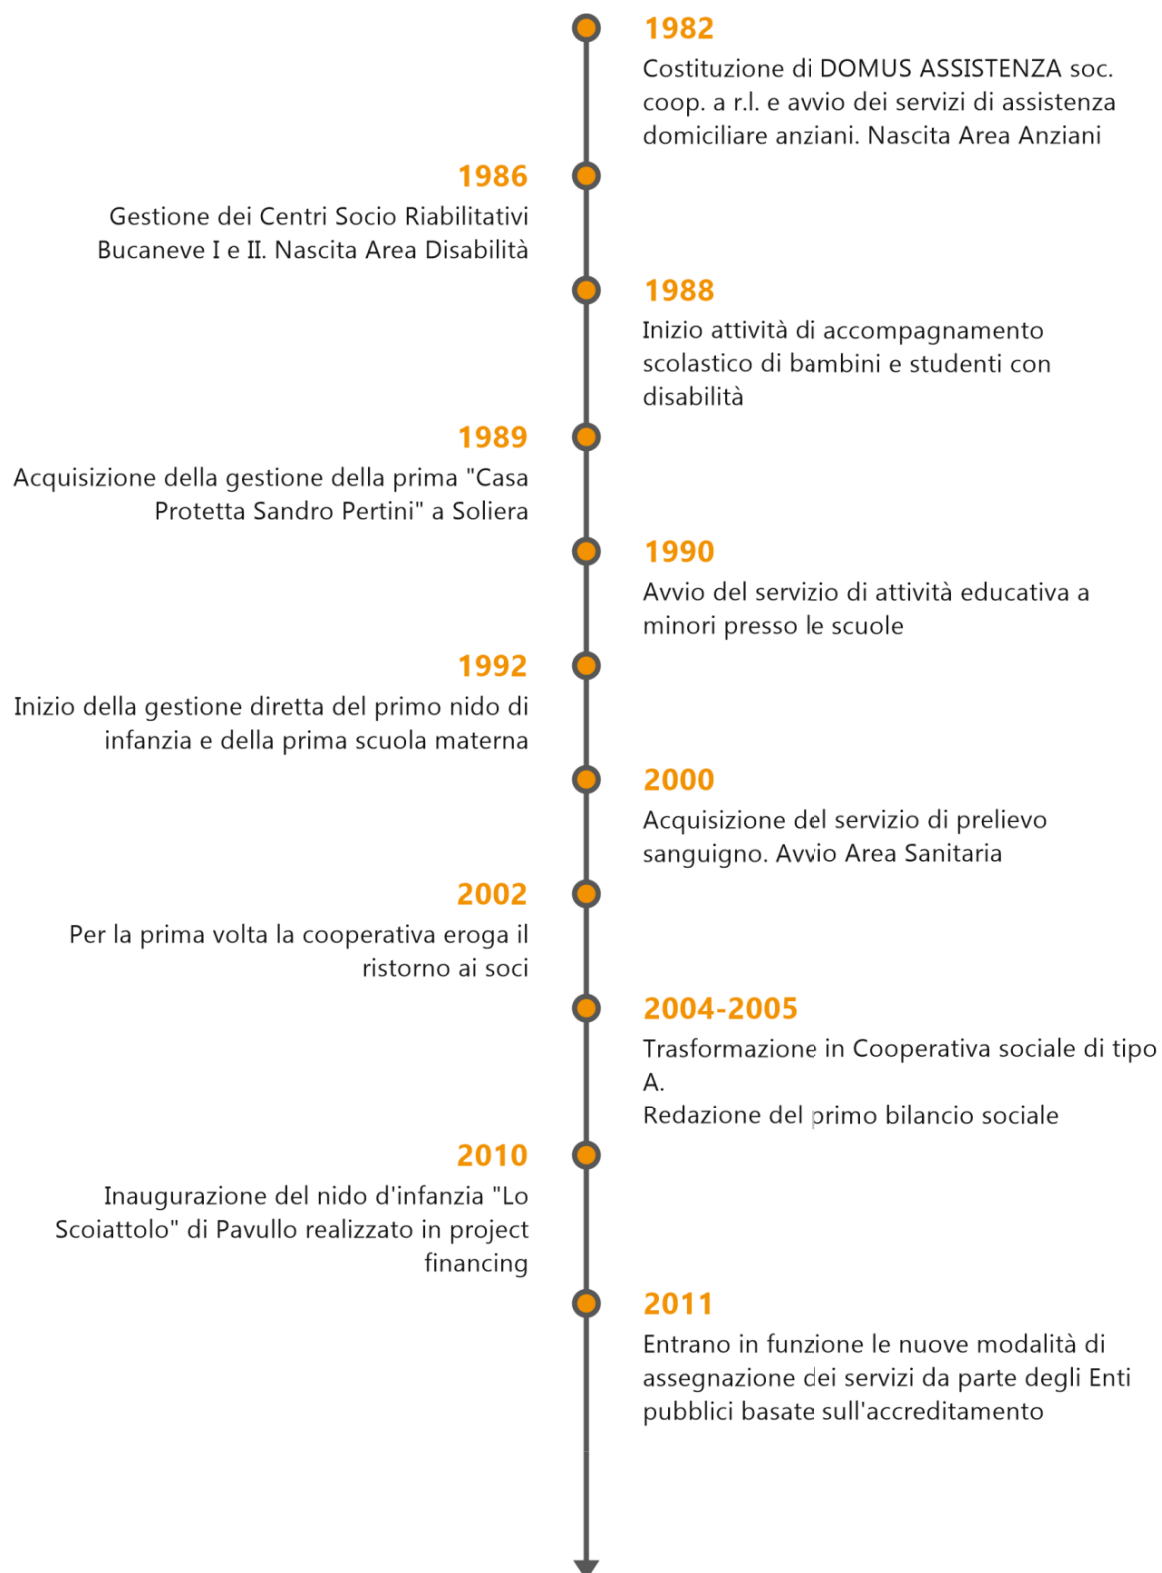 1982
Costituzione di DOMUS ASSISTENZA soc.
coop. a r.l. e avvio dei servizi di assistenza
domiciliare anziani. Nascita Area Anziani
1986
Gestione dei Centri Socio Riabilitativi
Bucaneve I e II. Nascita Area Disabilità
1988
Inizio attività di accompagnamento
scolastico di bambini e studenti con
disabilità
1989
Acquisizione della gestione della prima "Casa
Protetta Sandro Pertini" a Soliera
1990
Avvio del servizio di attività educativa a
minori presso le scuole
1992
Inizio della gestione diretta del primo nido di
infanzia e della prima scuola materna
2000
Acquisizione del servizio di prelievo
sanguigno. Avvio Area Sanitaria
2002
Per la prima volta la cooperativa eroga il
ristorno ai soci
2004-2005
Trasformazione in Cooperativa sociale di tipo
A.
Redazione del primo bilancio sociale
2010
Inaugurazione del nido d'infanzia "Lo
Scoiattolo" di Pavullo realizzato in project
financing
2011
Entrano in funzione le nuove modalità di
assegnazione dei servizi da parte degli Enti
pubblici basate sull'accreditamento